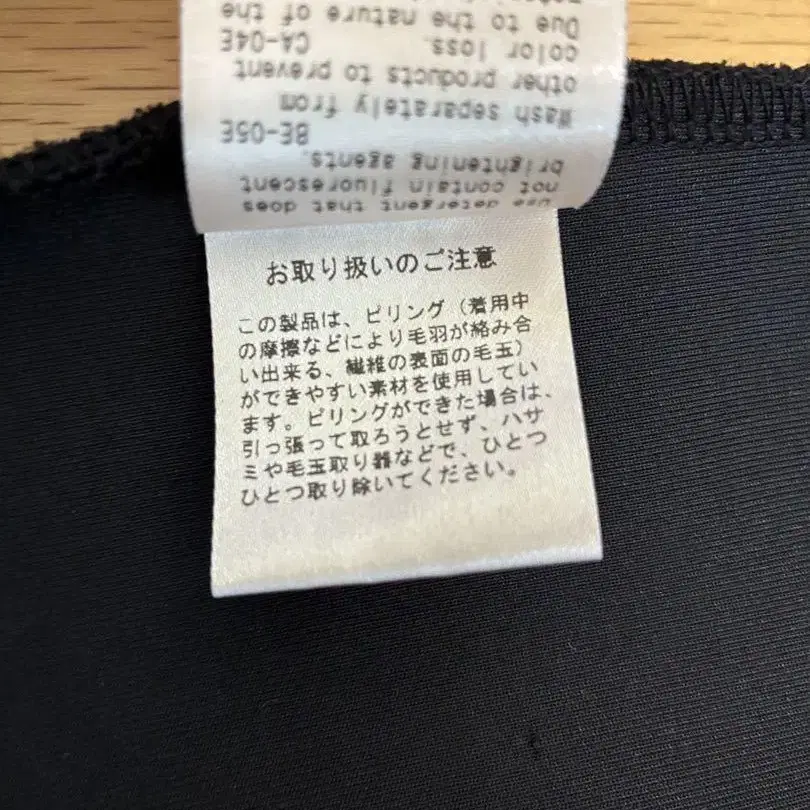 use detergent that does
not contain fluorescent
brightening agents.
BE-05E
Wash separately from
other products to prevent
color loss. CA-04E
Due to the nature of the
お取り扱いのご注意
この製品は、ピリング（着用中
の摩擦などにより毛羽が絡み合
い出来る、繊維の表面の毛玉）
ができやすい素材を使用してい
ます。ピリングができた場合は、
引っ張って取ろうとせず、ハサ
ミや毛玉取り器などで、ひとつ
ひとつ取り除いてください。